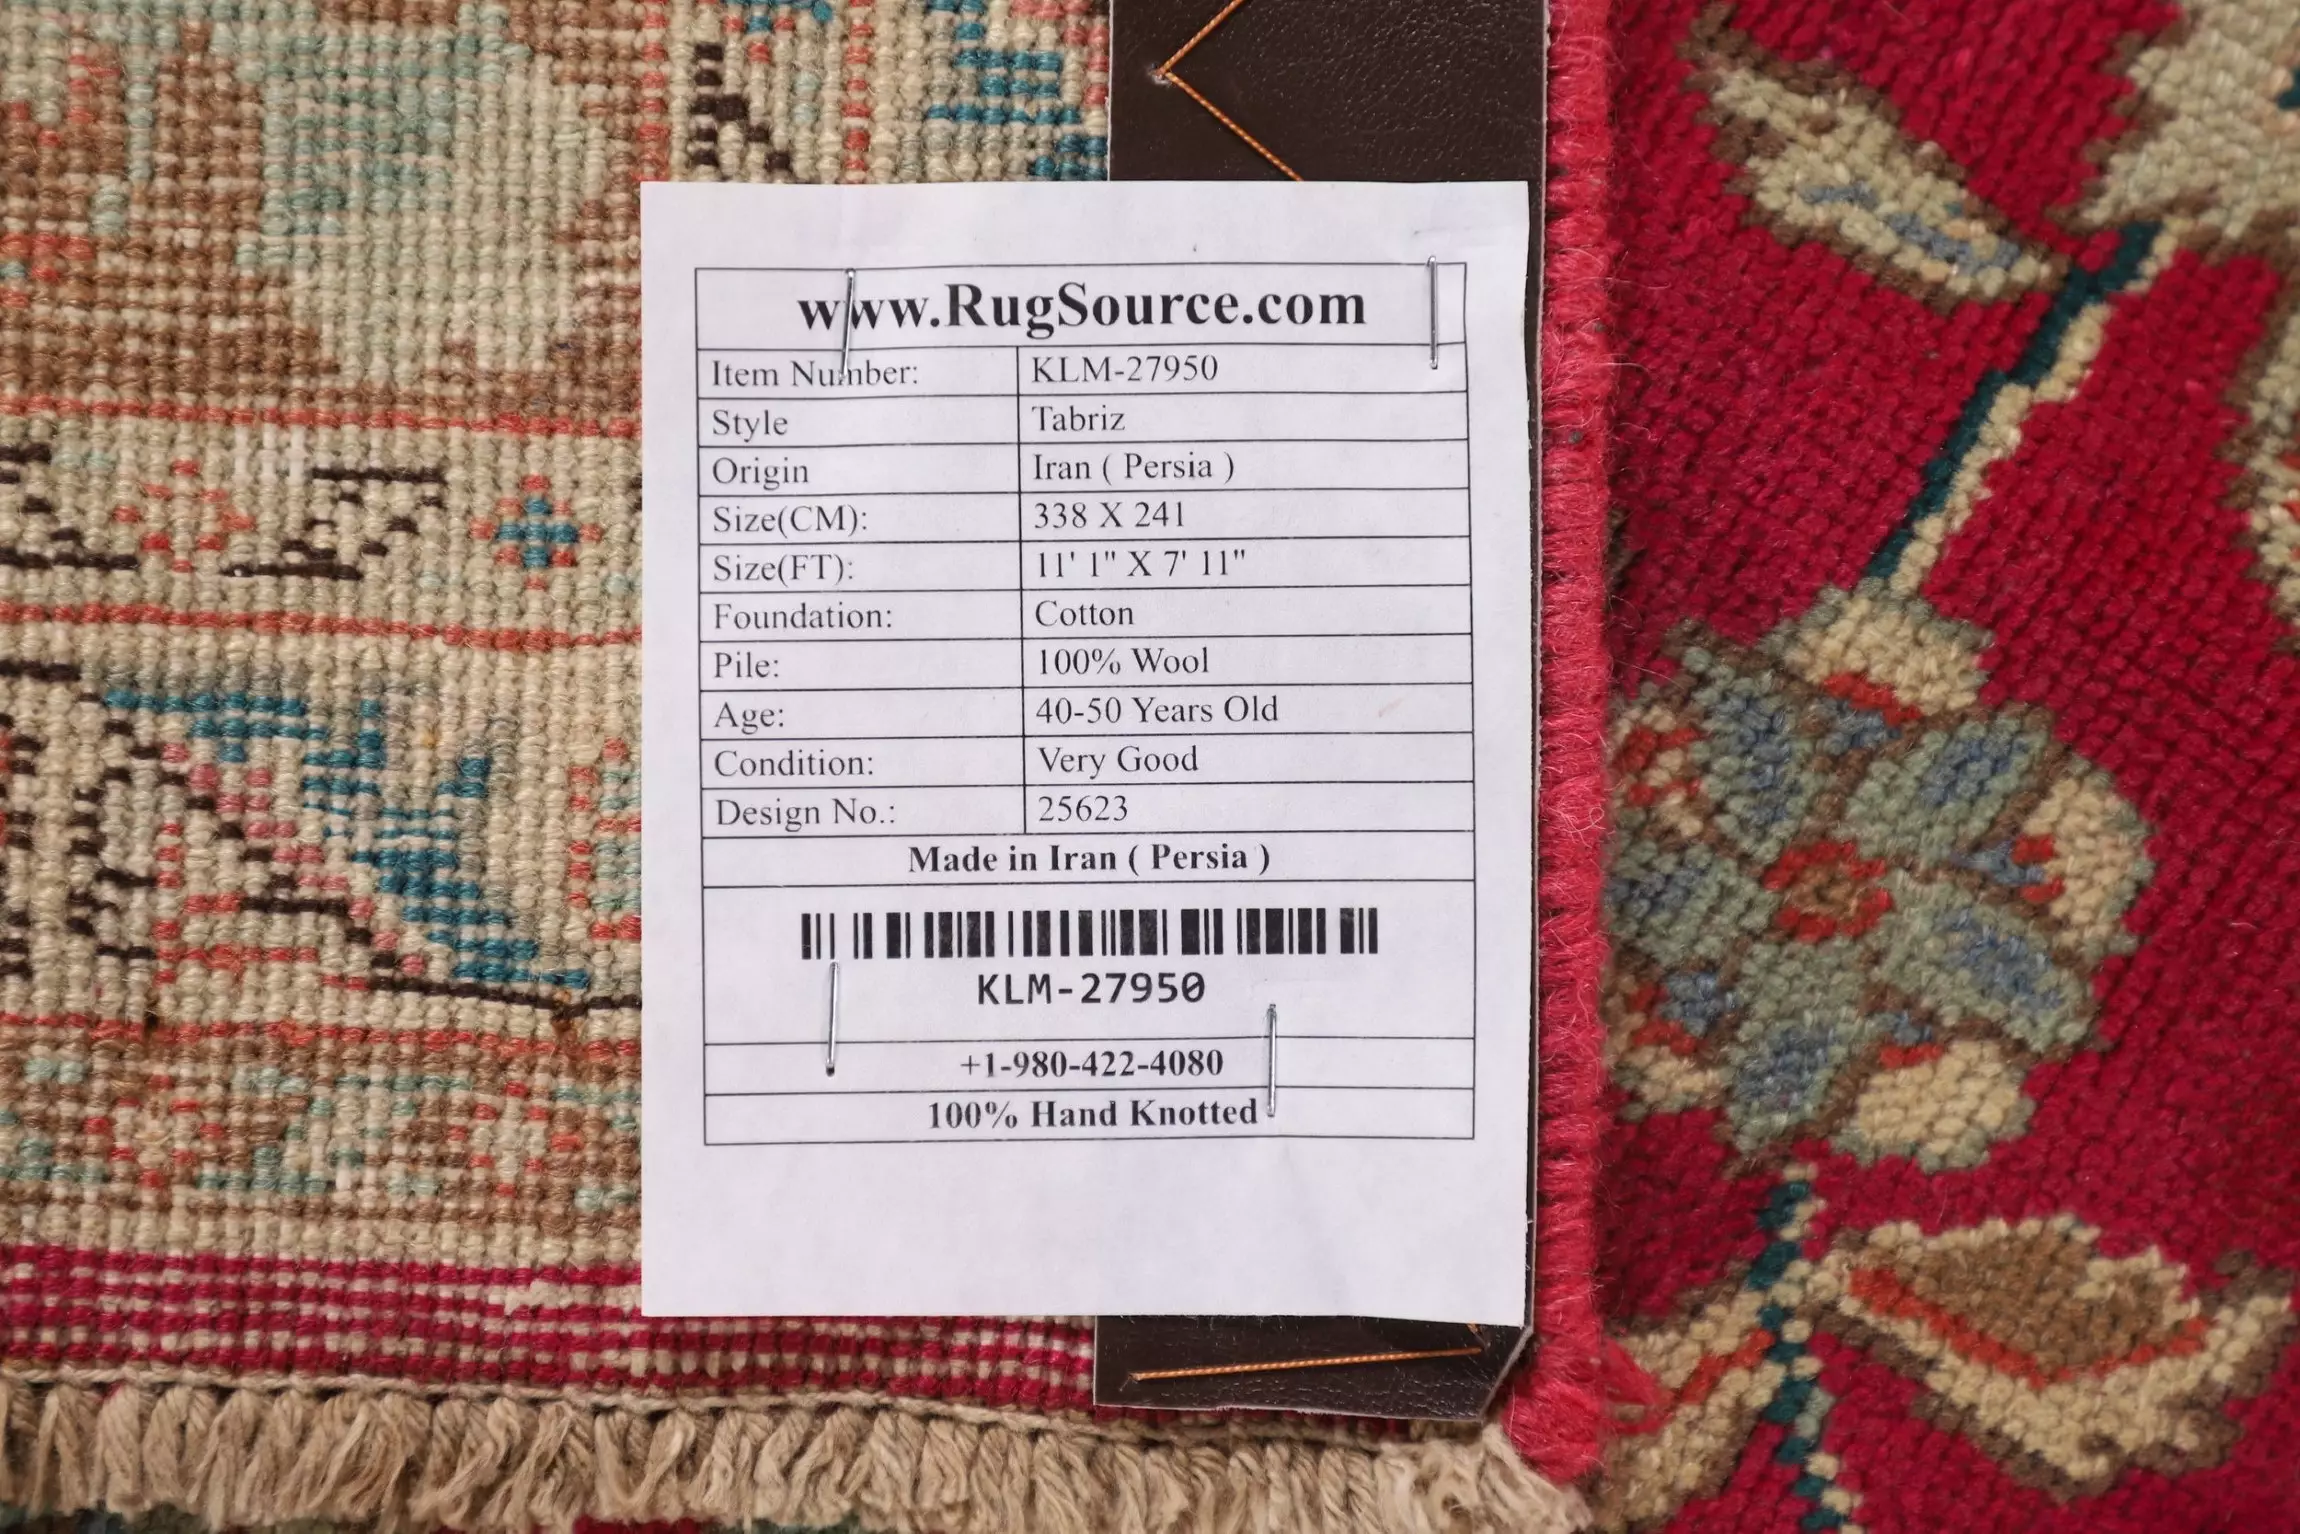 www.RugSource.com
Item Number: KLM-27950
Style Tabriz
Origin Iran ( Persia )
Size(CM): 338 X 241
Size(FT): 11' 1" X 7' 11"
Foundation: Cotton
Pile: 100% Wool
Age: 40-50 Years Old
Condition: Very Good
Design No.: 25623
Made in Iran ( Persia )
KLM-27950
+1-980-422-4080
100% Hand Knotted